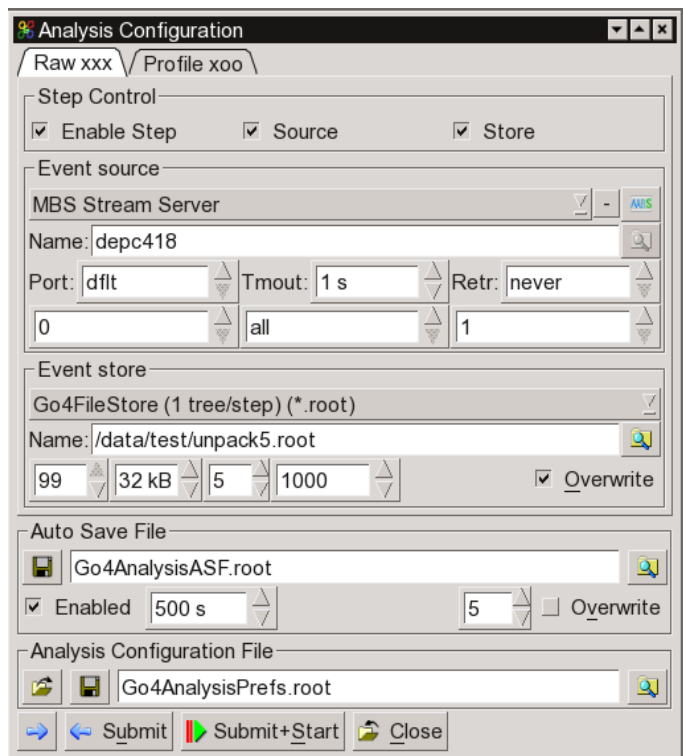 Analysis Configuration
Raw xxx Profile xoo
Step Control
Enable Step Source Store
Event source
MBS Stream Server -
Name: depc418
Port: dflt Tmout: 1 s Retr: never
0 all 1
Event store
Go4FileStore (1 tree/step) (*.root)
Name: /data/test/unpack5.root
99 32 kB 5 1000 Overwrite
Auto Save File
Go4AnalysisASF.root
Enabled 500 s 5 Overwrite
Analysis Configuration File
Go4AnalysisPrefs.root
Submit Submit+Start Close